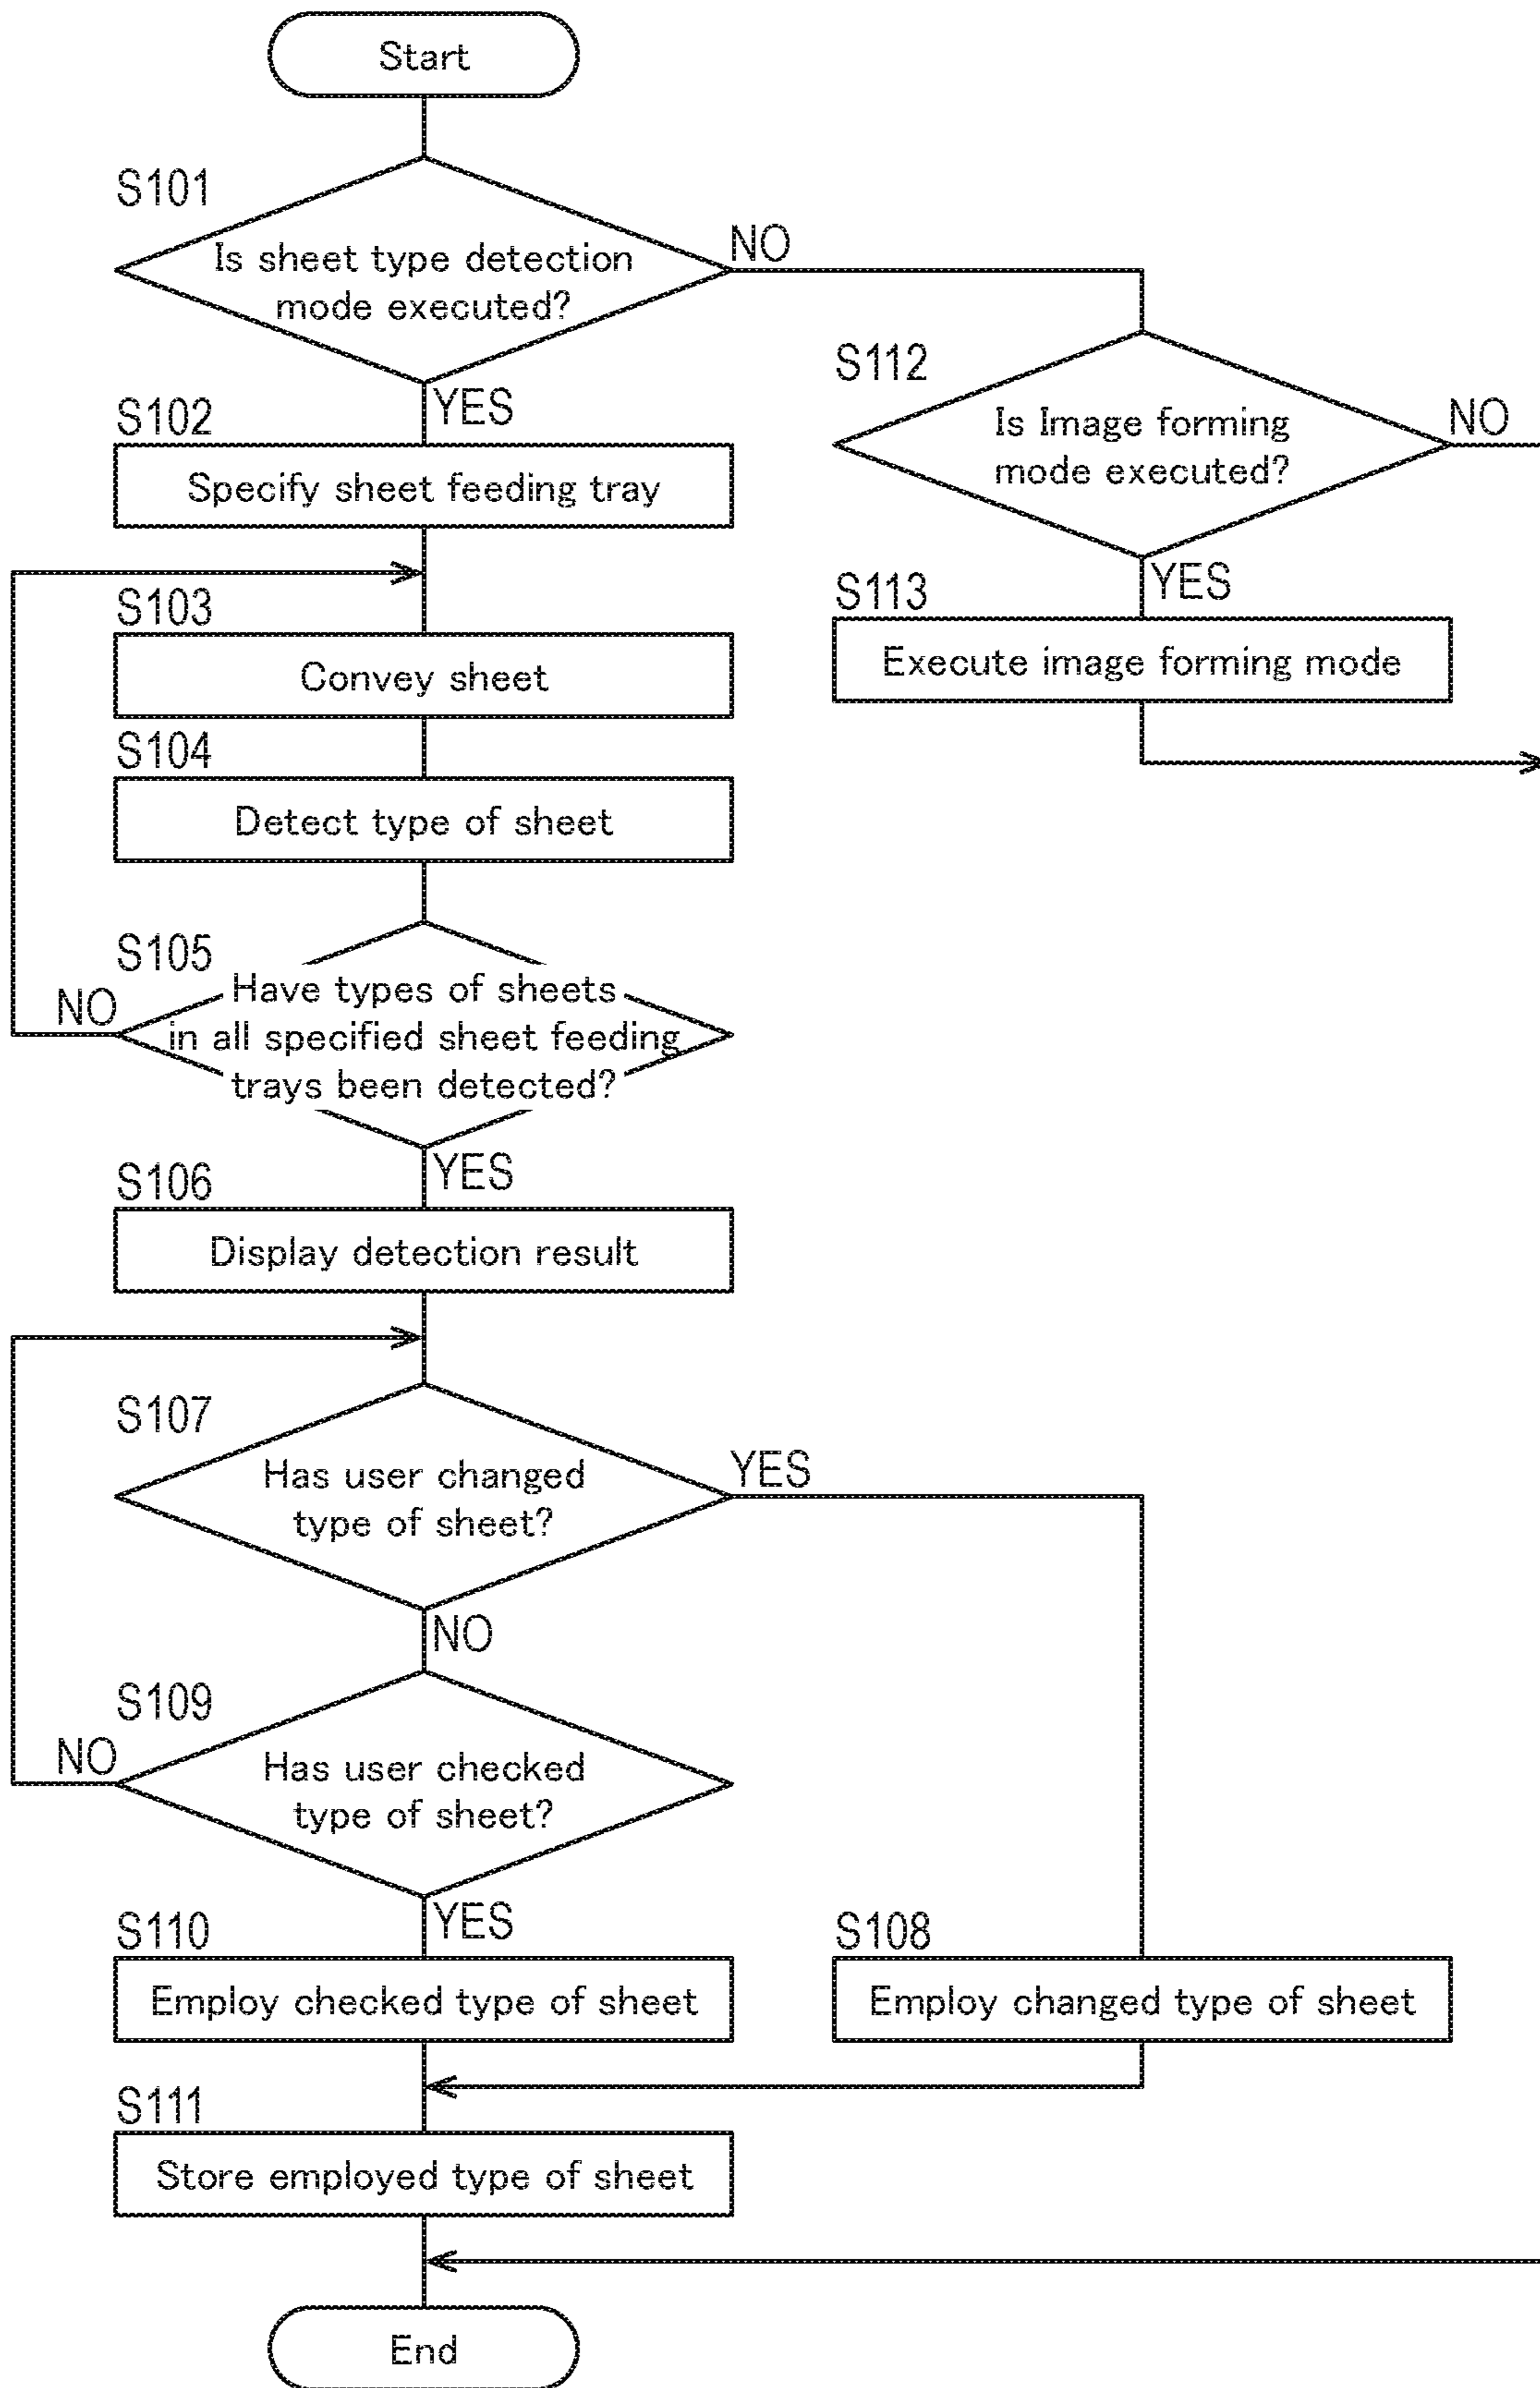 Start
S101
Is sheet type detection
mode executed?
NO
YES
S112
Is Image forming
mode executed?
NO
YES
S102
Specify sheet feeding tray
S113
Execute image forming mode
S103
Convey sheet
S104
Detect type of sheet
S105
Have types of sheets
in all specified sheet feeding
trays been detected?
NO
YES
S106
Display detection result
S107
Has user changed
type of sheet?
YES
NO
S109
Has user checked
type of sheet?
NO
YES
S110
Employ checked type of sheet
S108
Employ changed type of sheet
S111
Store employed type of sheet
End